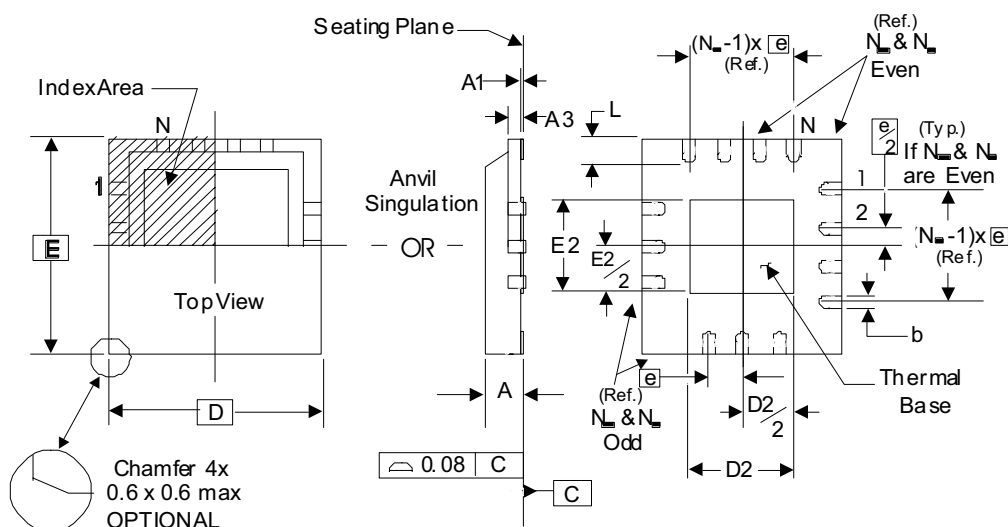 Seating Plane
(Ref.)
(N -1)x e
(Ref.)
N & N
Even
A1
Index Area
A3
L
N
N
e/2
(Typ.)
If N & N
are Even
1
1
Anvil
Singulation
2
E2
(N -1)x e
(Ref.)
E
OR
E2/2
Top View
b
e
Thermal
Base
(Ref.)
N & N
Odd
D
A
D2/2
Chamfer 4x
0.6 x 0.6 max
OPTIONAL
0.08 C
D2
C